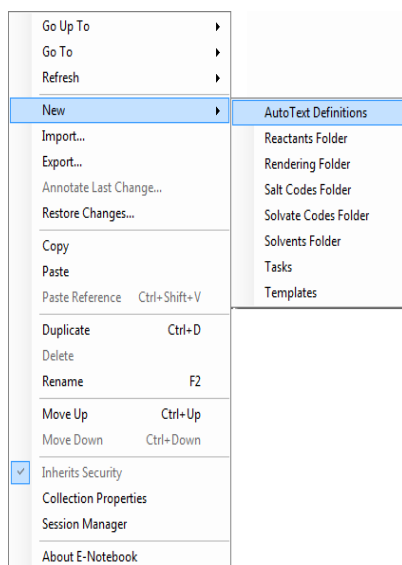 Go Up To
Go To
Refresh
New
Import...
Export...
Annotate Last Change...
Restore Changes...
Copy
Paste
Paste Reference Ctrl+Shift+V
Duplicate Ctrl+D
Delete
Rename F2
Move Up Ctrl+Up
Move Down Ctrl+Down
Inherits Security
Collection Properties
Session Manager
About E-Notebook
AutoText Definitions
Reactants Folder
Rendering Folder
Salt Codes Folder
Solvate Codes Folder
Solvents Folder
Tasks
Templates